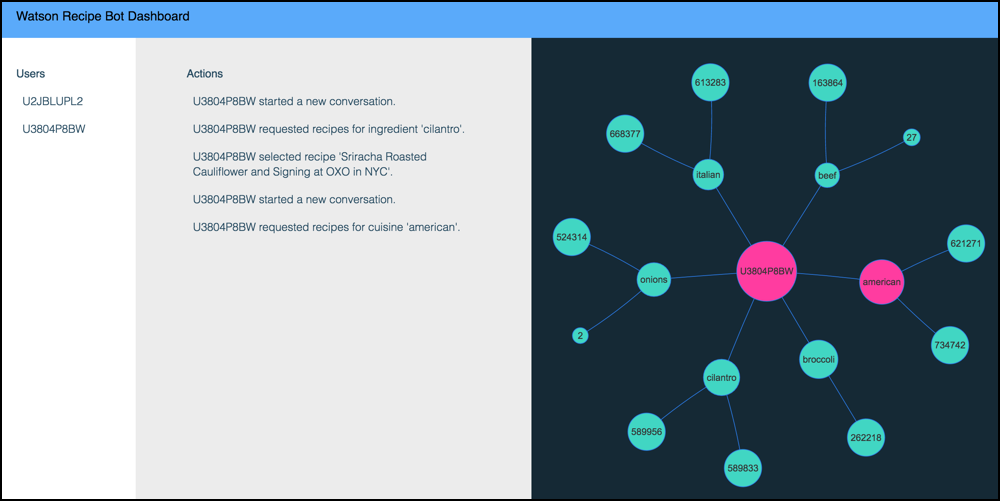 Watson Recipe Bot Dashboard
Users
U2JBLUPL2
U3804P8BW
Actions
U3804P8BW started a new conversation.
U3804P8BW requested recipes for ingredient 'cilantro'.
U3804P8BW selected recipe 'Sriracha Roasted
Cauliflower and Signing at OXO in NYC'.
U3804P8BW started a new conversation.
U3804P8BW requested recipes for cuisine 'american'.
613283
163864
668377
27
italian
beef
524314
621271
U3804P8BW
onions
american
2
734742
broccoli
cilantro
589956
262218
589833